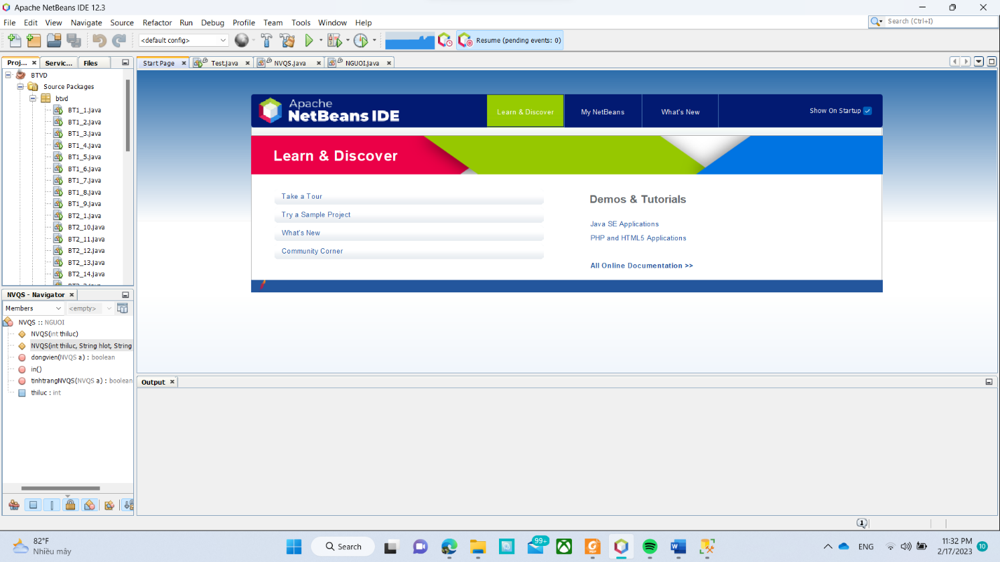 Apache NetBeans IDE 12.3
File Edit View Navigate Source Refactor Run Debug Profile Team Tools Window Help
Search (Ctrl+I)
<default config>
Resume (pending events: 0)
Proj... Servic... Files
Start Page Test.java NVQS.java NGUOI.java
BTVD
Source Packages
btvd
BT1_1.java
BT1_2.java
BT1_3.java
BT1_4.java
BT1_5.java
BT1_6.java
BT1_7.java
BT1_8.java
BT1_9.java
BT2_1.java
BT2_10.java
BT2_11.java
BT2_12.java
BT2_13.java
BT2_14.java
Apache
NetBeans IDE
Learn & Discover
My NetBeans
What's New
Show On Startup
Learn & Discover
Take a Tour
Try a Sample Project
What's New
Community Corner
Demos & Tutorials
Java SE Applications
PHP and HTML5 Applications
All Online Documentation >>
NVQS - Navigator
Members <empty>
NVQS :: NGUOI
NVQS(int thiluc)
NVQS(int thiluc, String hlot, String
dongvien(NVQS a) : boolean
in()
tinhtrangNVQS(NVQS a) : boolean
thiluc : int
Output
1
82°F
Nhiều mây
Search
99+
ENG
11:32 PM
2/17/2023
10